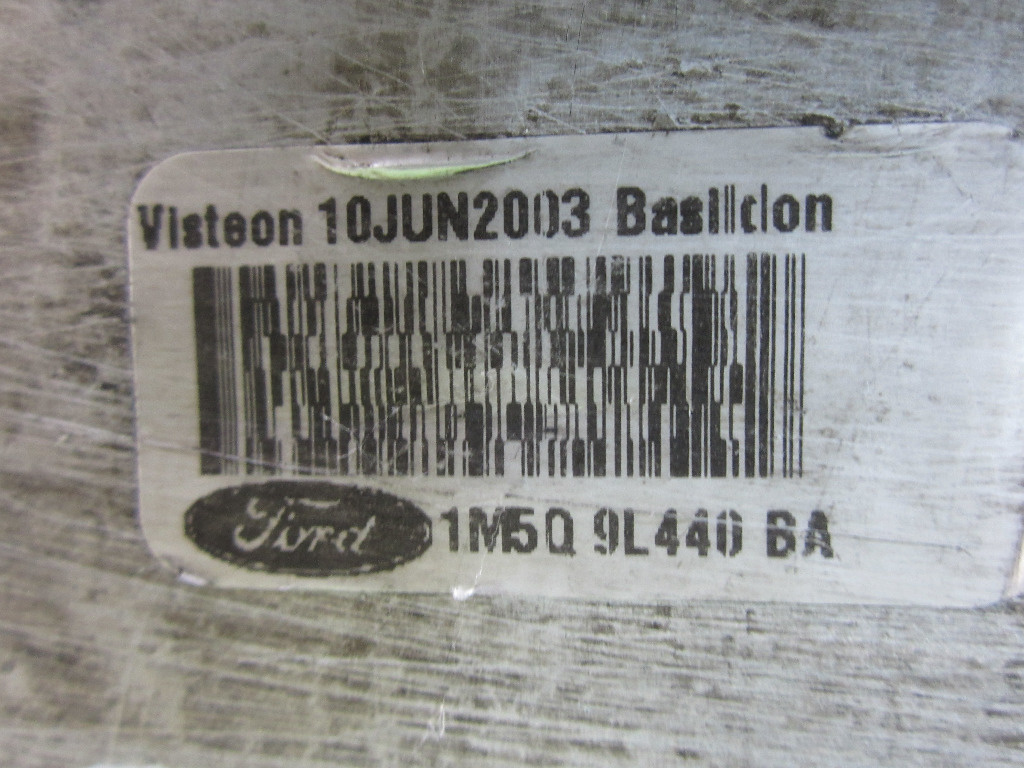 Visteon 10JUN2003 Basildon
Ford 1M5Q 9L440 BA